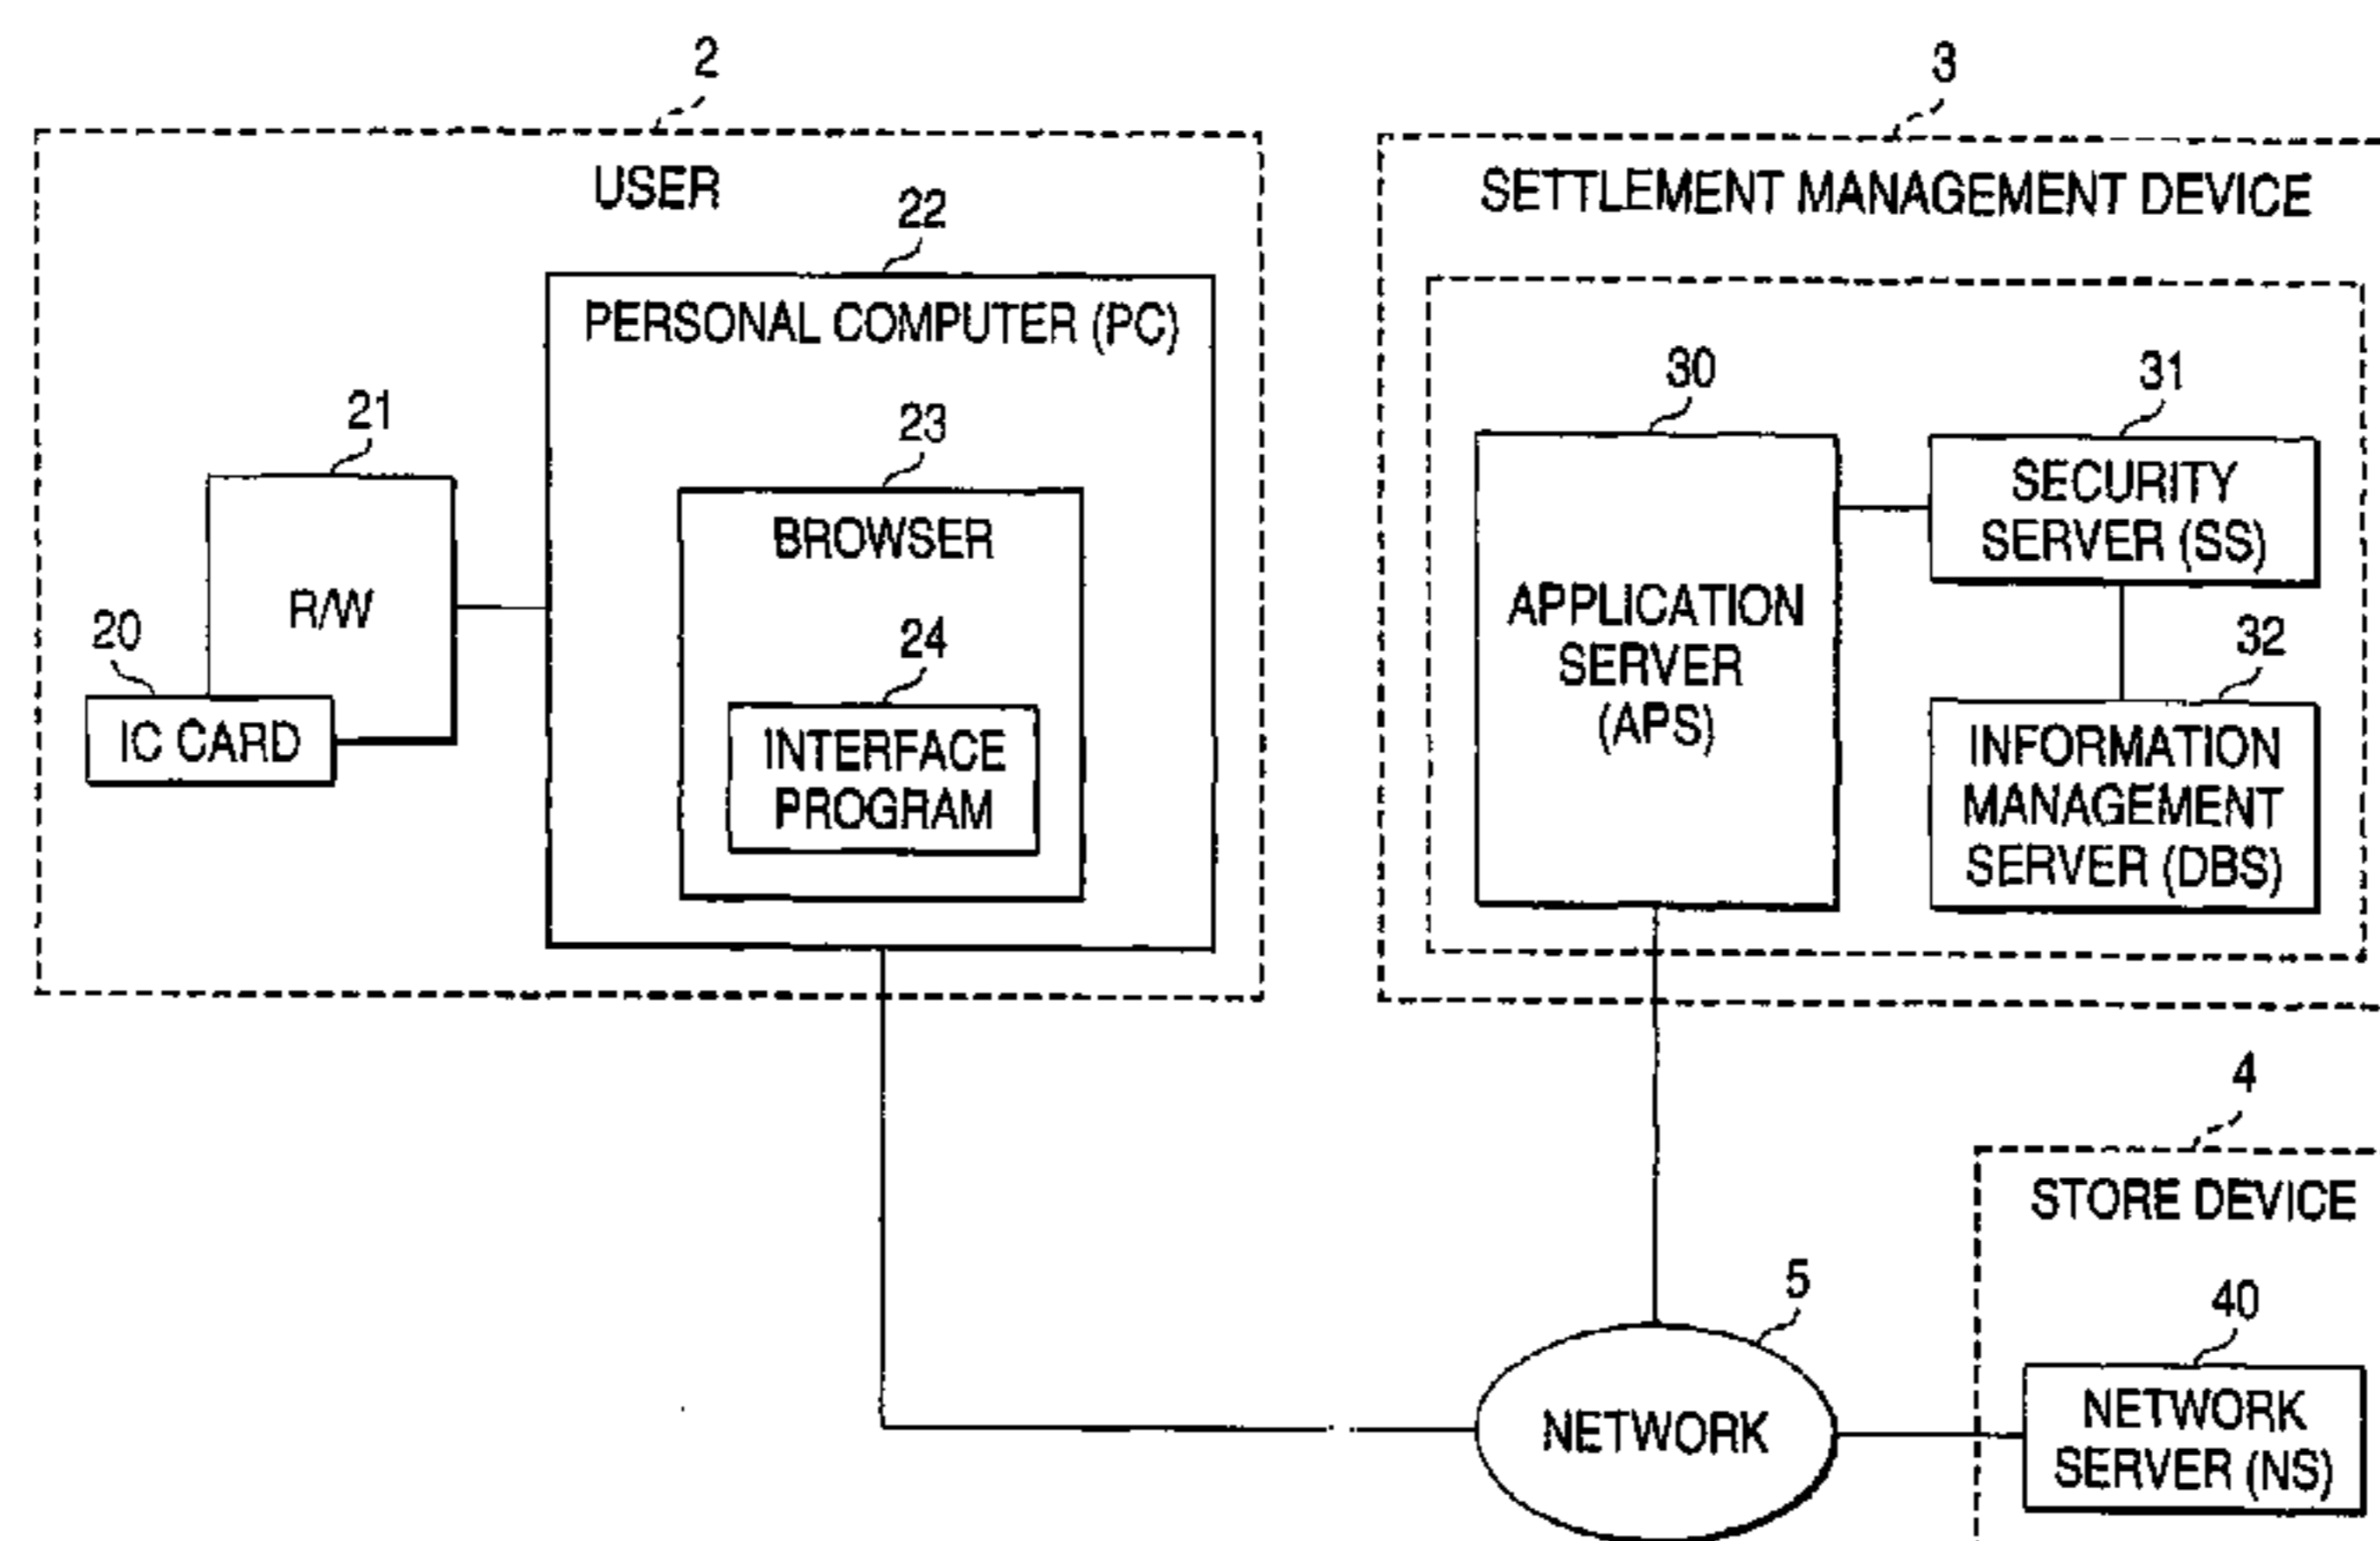 2
USER
22
PERSONAL COMPUTER (PC)
21
R/W
20
IC CARD
23
BROWSER
24
INTERFACE
PROGRAM
3
SETTLEMENT MANAGEMENT DEVICE
30
APPLICATION
SERVER
(APS)
31
SECURITY
SERVER (SS)
32
INFORMATION
MANAGEMENT
SERVER (DBS)
4
STORE DEVICE
5
NETWORK
40
NETWORK
SERVER (NS)